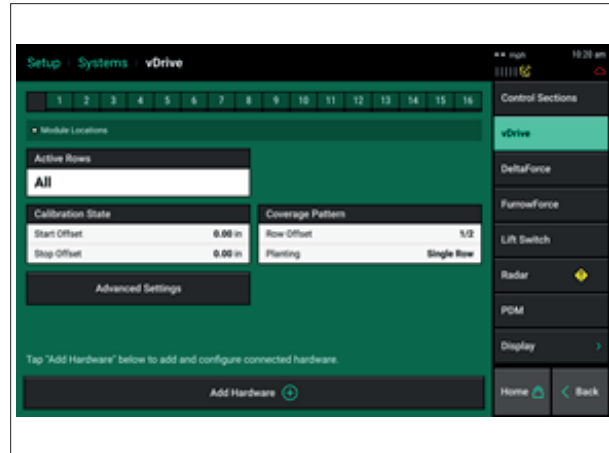 Setup Systems vDrive
-- mph 10:20 am
1 2 3 4 5 6 7 8 9 10 11 12 13 14 15 16
Module Locations
Active Rows
All
Calibration State
Start Offset 0.00 in
Stop Offset 0.00 in
Coverage Pattern
Row Offset 1/2
Planting Single Row
Advanced Settings
Tap "Add Hardware" below to add and configure connected hardware.
Add Hardware
Control Sections
vDrive
DeltaForce
FurrowForce
Lift Switch
Radar
PDM
Display
Home
Back